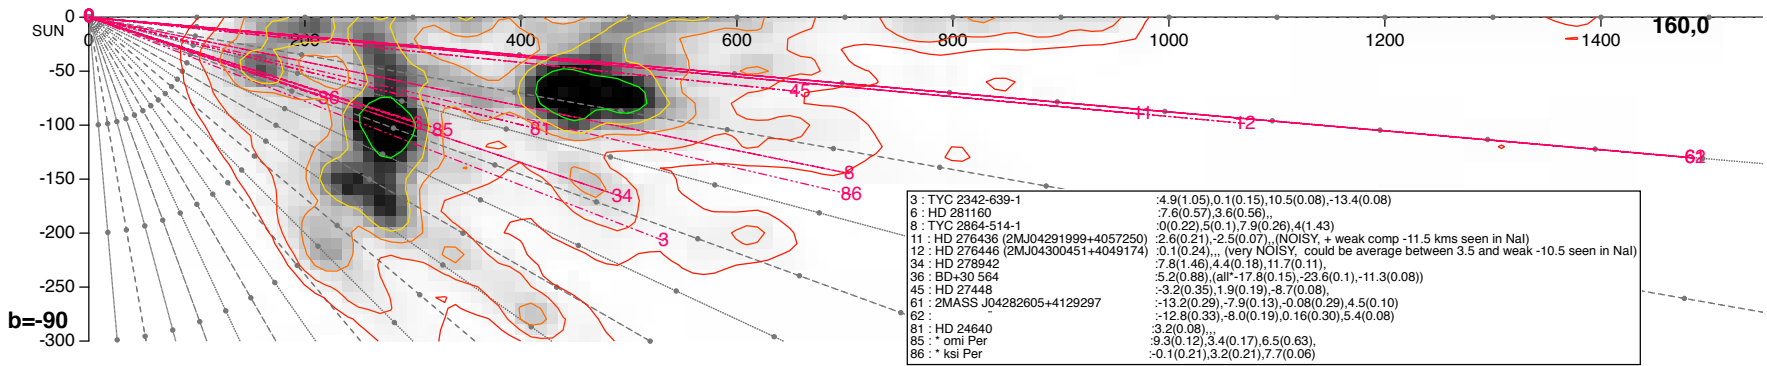 0
SUN
0
200
400
600
800
1000
1200
1400
160,0
-50
-100
-150
-200
-250
-300
b=-90
36
85
81
45
11
12
8
86
34
3
3 : TYC 2342-639-1 :4.9(1.05),0.1(0.15),10.5(0.08),-13.4(0.08)
6 : HD 281160 :7.6(0.57),3.6(0.56),,
8 : TYC 2864-514-1 :0(0.22),5(0.1),7.9(0.26),4(1.43)
11 : HD 276436 (2MJ04291999+4057250) :2.6(0.21),-2.5(0.07),,(NOISY, + weak comp -11.5 kms seen in NaI)
12 : HD 276446 (2MJ04300451+4049174) :0.1(0.24),,, (very NOISY, could be average between 3.5 and weak -10.5 seen in NaI)
34 : HD 278942 :7.8(1.46),4.4(0.18),11.7(0.11),
36 : BD+30 564 :5.2(0.88),(all*-17.8(0.15),-23.6(0.1),-11.3(0.08))
45 : HD 27448 :-3.2(0.35),1.9(0.19),-8.7(0.08),
61 : 2MASS J04282605+4129297 :-13.2(0.29),-7.9(0.13),-0.08(0.29),4.5(0.10)
62 : " :-12.8(0.33),-8.0(0.19),0.16(0.30),5.4(0.08)
81 : HD 24640 :3.2(0.08),,,
85 : * omi Per :9.3(0.12),3.4(0.17),6.5(0.63),
86 : * ksi Per :-0.1(0.21),3.2(0.21),7.7(0.06)